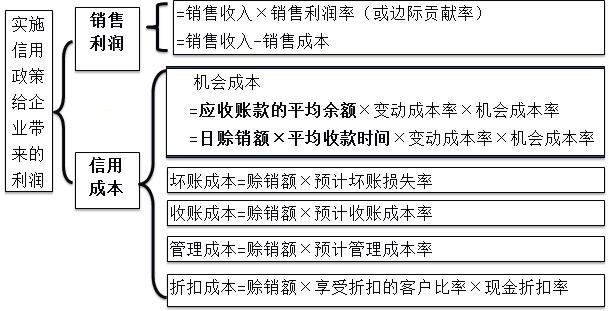 实施
信用
政策
给企
业带
来的
利润
销售
利润
=销售收入×销售利润率（或边际贡献率）
=销售收入-销售成本
信用
成本
机会成本
=应收账款的平均余额×变动成本率×机会成本率
=日赊销额×平均收款时间×变动成本率×机会成本率
坏账成本=赊销额×预计坏账损失率
收账成本=赊销额×预计收账成本率
管理成本=赊销额×预计管理成本率
折扣成本=赊销额×享受折扣的客户比率×现金折扣率